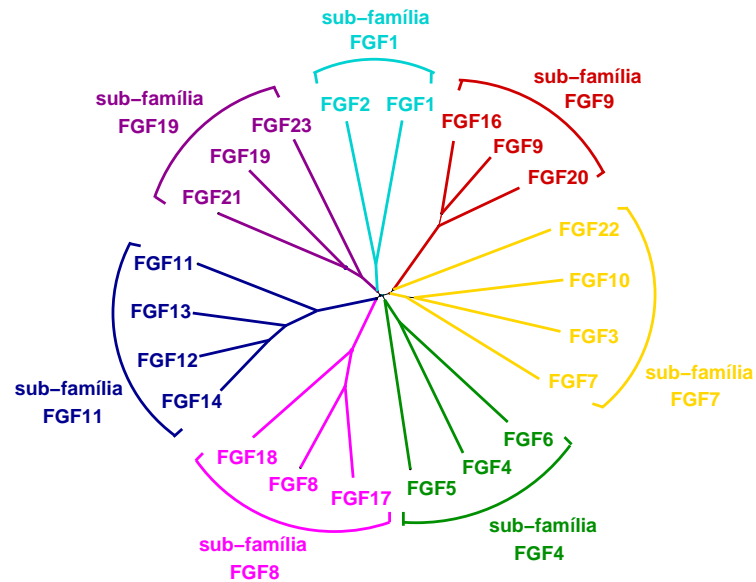 sub−família
FGF1
FGF2
FGF1
sub−família
FGF9
FGF16
FGF9
FGF20
sub−família
FGF19
FGF23
FGF19
FGF21
FGF22
FGF10
FGF3
FGF7
sub−família
FGF7
FGF11
FGF13
FGF12
FGF14
sub−família
FGF11
FGF18
FGF8
FGF17
sub−família
FGF8
FGF6
FGF4
FGF5
sub−família
FGF4